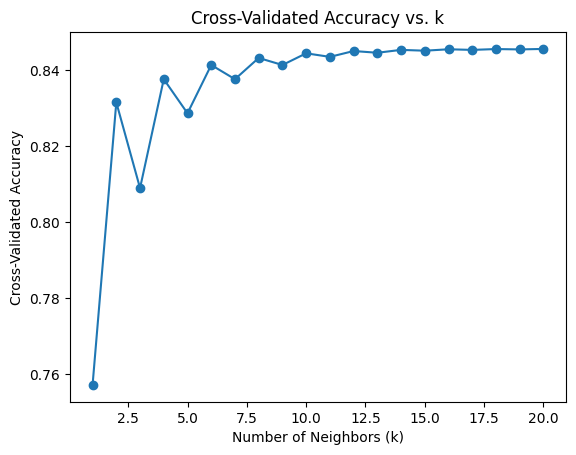 Cross-Validated Accuracy vs. k
Cross-Validated Accuracy
0.84
0.82
0.80
0.78
0.76
2.5 5.0 7.5 10.0 12.5 15.0 17.5 20.0
Number of Neighbors (k)